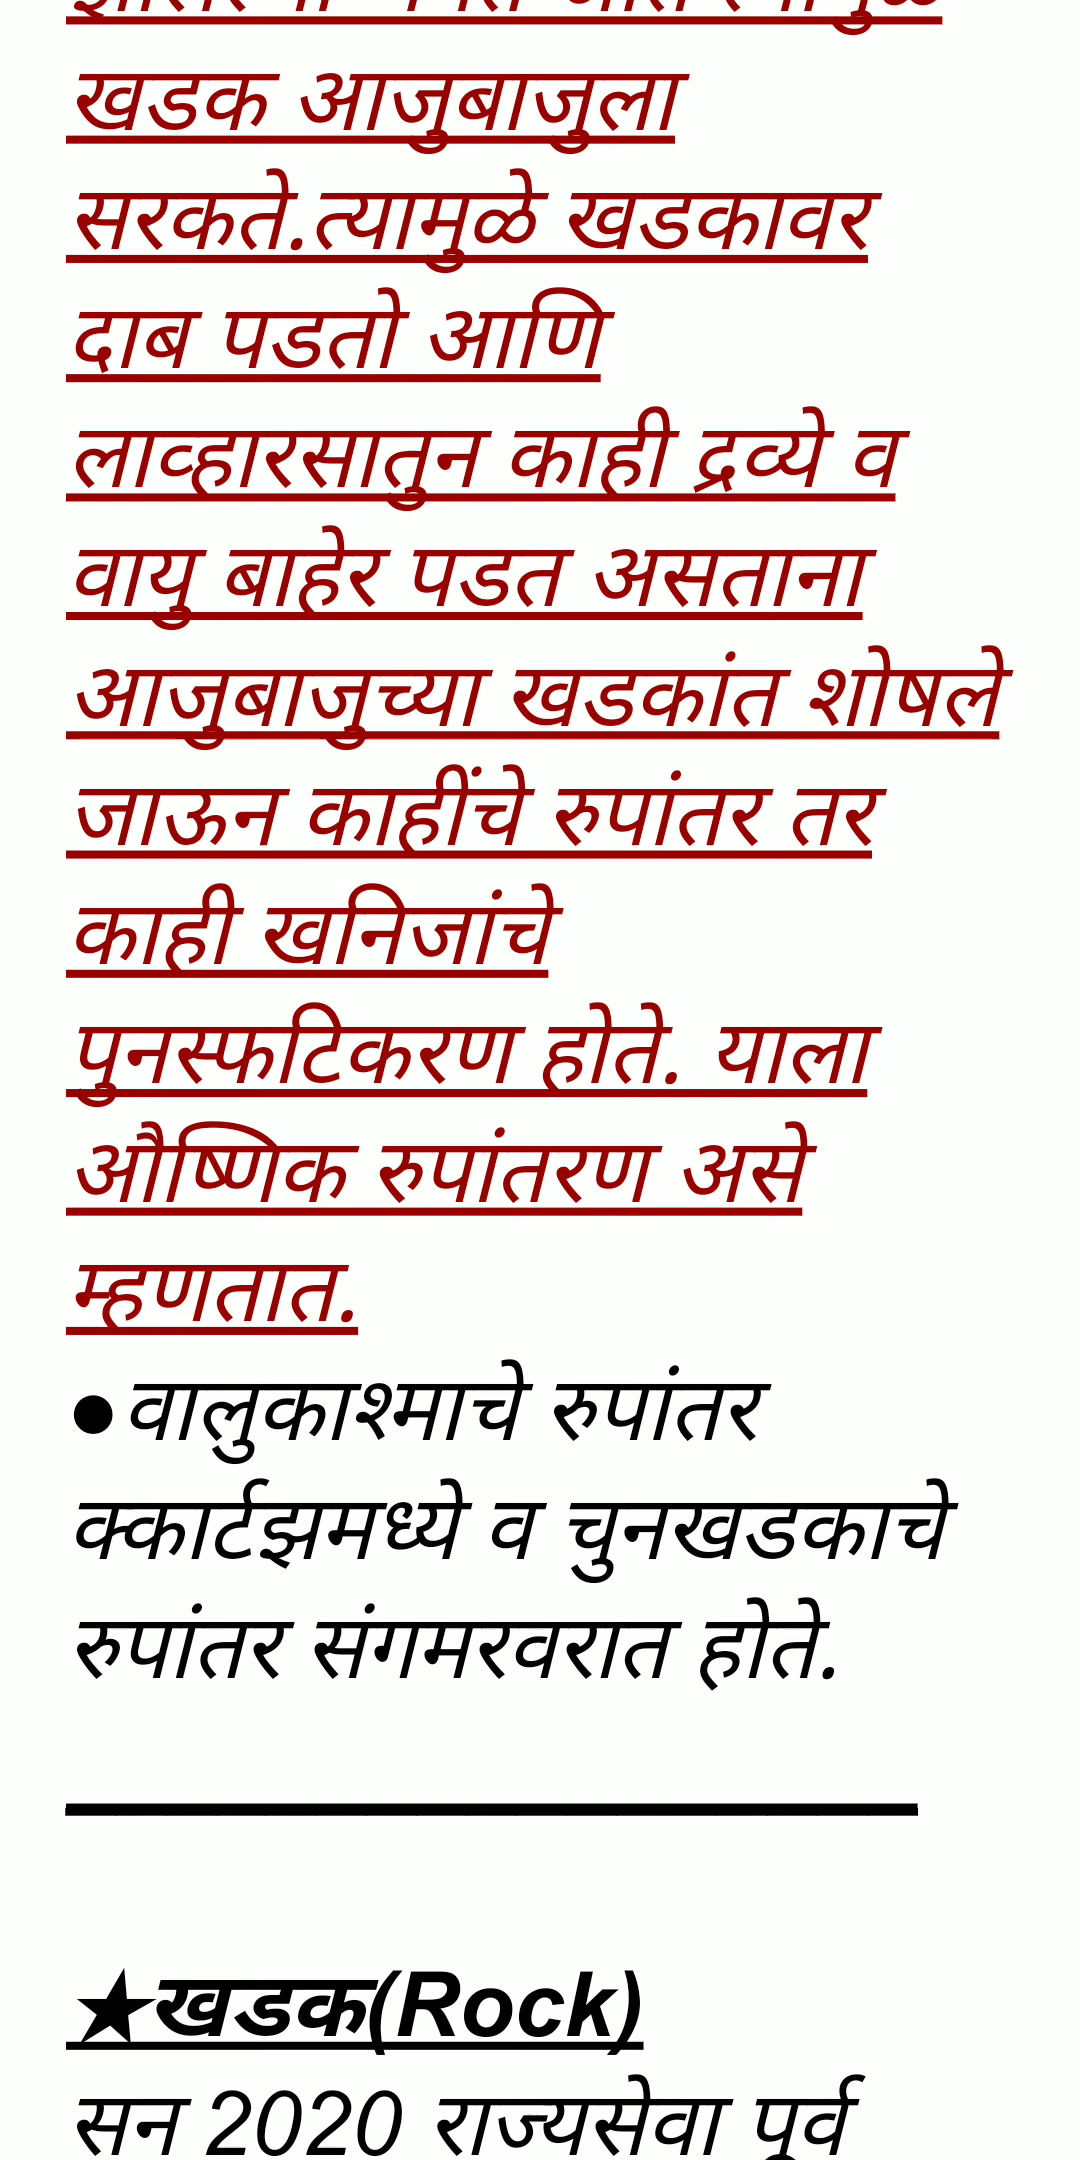 खडक आजुबाजुला
सरकते.त्यामुळे खडकावर
दाब पडतो आणि
लाव्हारसातुन काही द्रव्ये व
वायु बाहेर पडत असताना
आजुबाजुच्या खडकांत शोषले
जाऊन काहींचे रुपांतर तर
काही खनिजांचे
पुनस्फटिकरण होते. याला
औष्णिक रुपांतरण असे
म्हणतात.
●वालुकाश्माचे रुपांतर
क्कार्टझमध्ये व चुनखडकाचे
रुपांतर संगमरवरात होते.
★खडक(Rock)
सन 2020 राज्यसेवा पूर्व